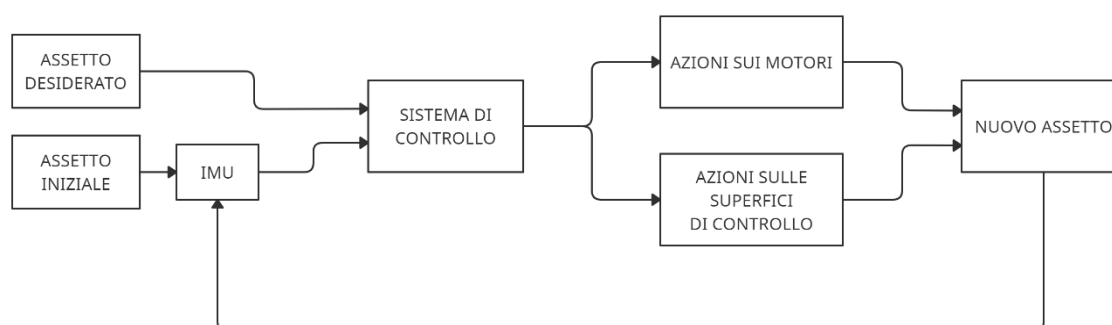 ASSETTO
DESIDERATO
ASSETTO
INIZIALE
IMU
SISTEMA DI
CONTROLLO
AZIONI SUI MOTORI
AZIONI SULLE
SUPERFICI
DI CONTROLLO
NUOVO ASSETTO